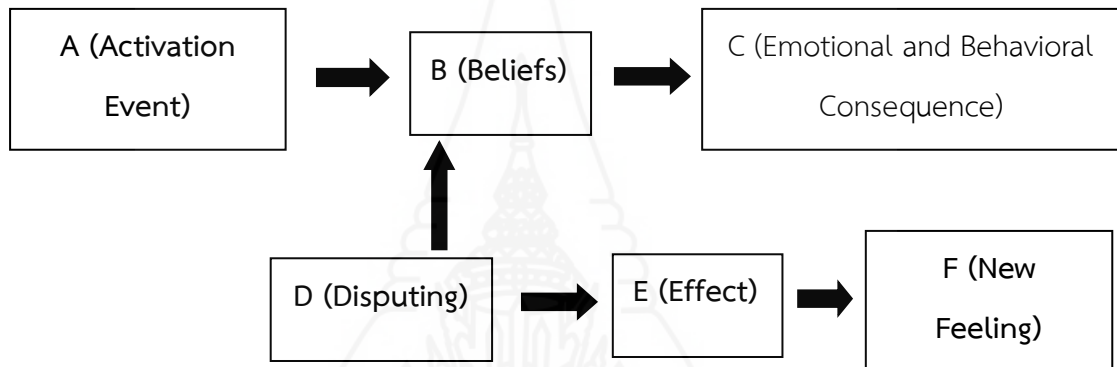 A (Activation
Event)
B (Beliefs)
C (Emotional and Behavioral
Consequence)
D (Disputing)
E (Effect)
F (New
Feeling)